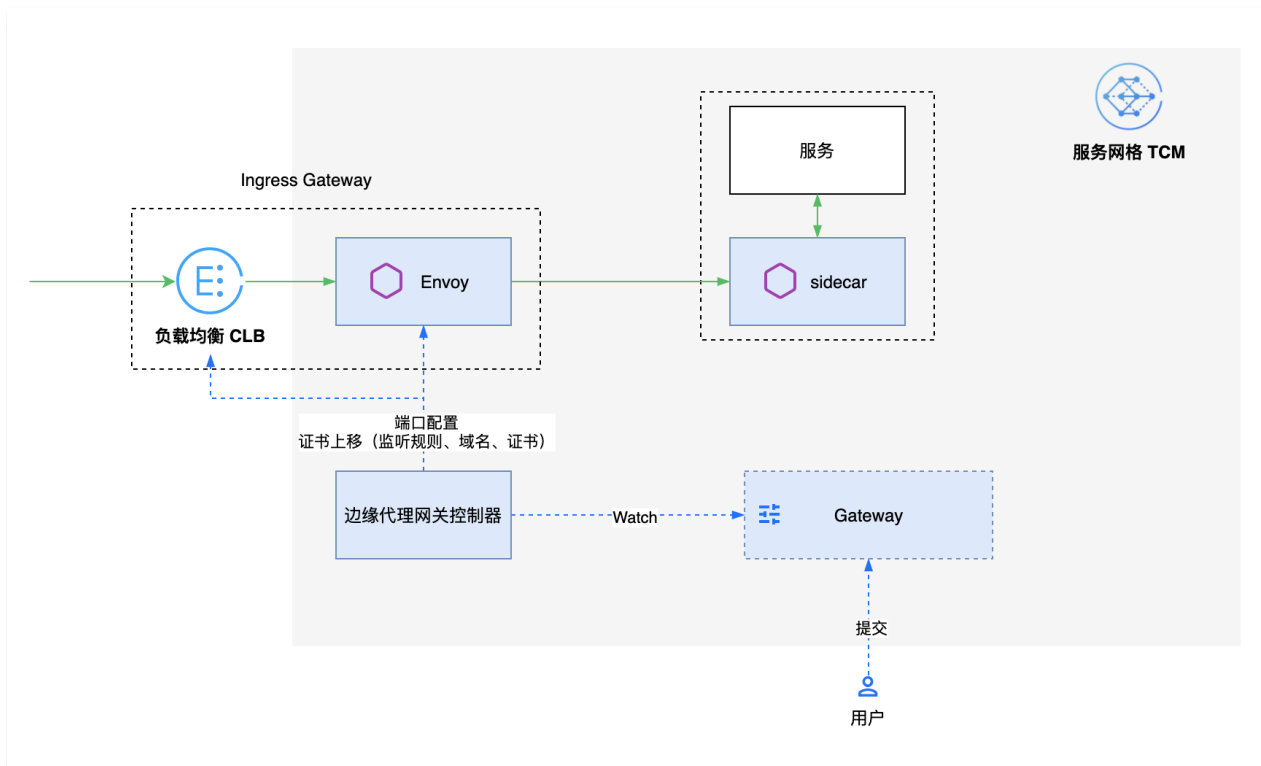 服务
服务网格 TCM
Ingress Gateway
Envoy
sidecar
负载均衡 CLB
端口配置
证书上移（监听规则、域名、证书）
边缘代理网关控制器
Watch
Gateway
提交
用户